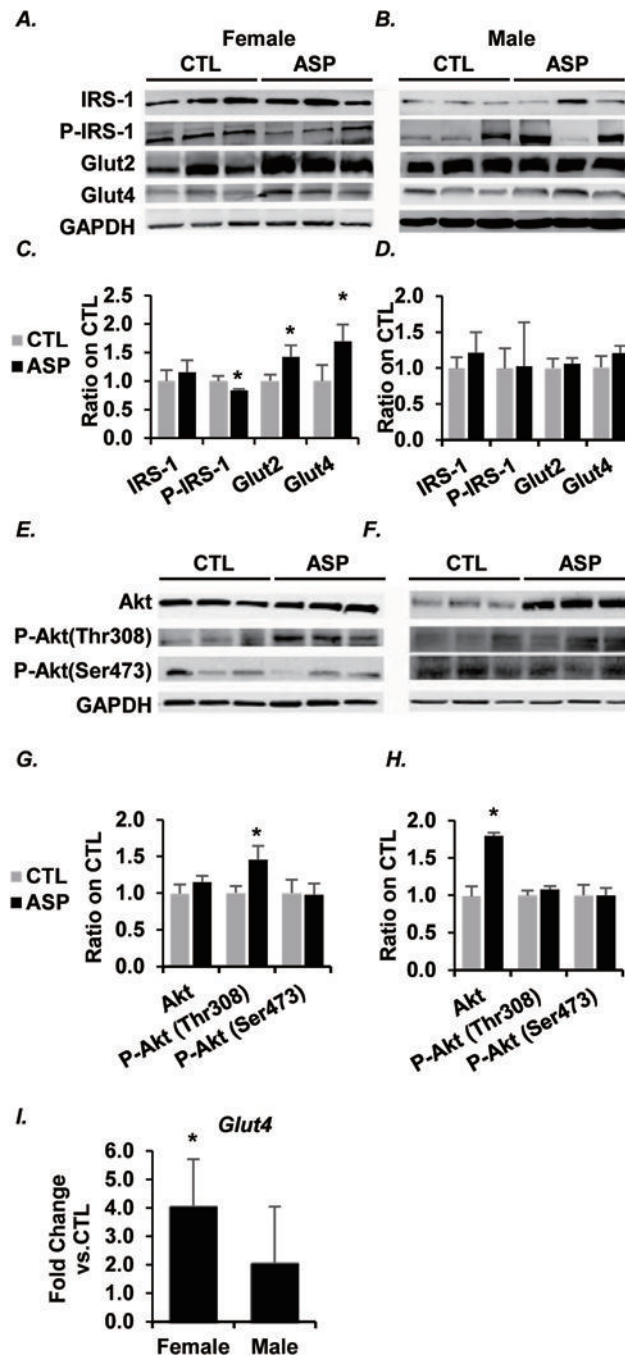 A.
B.
Female
Male
CTL ASP CTL ASP
IRS-1
P-IRS-1
Glut2
Glut4
GAPDH
C.
D.
CTL
ASP
Ratio on CTL
2.5
2.0
1.5
1.0
0.5
0.0
*
*
*
IRS-1
P-IRS-1
Glut2
Glut4
Ratio on CTL
2.0
1.5
1.0
0.5
0.0
IRS-1
P-IRS-1
Glut2
Glut4
E.
F.
CTL ASP CTL ASP
Akt
P-Akt(Thr308)
P-Akt(Ser473)
GAPDH
G.
H.
CTL
ASP
Ratio on CTL
2.0
1.5
1.0
0.5
0.0
*
Akt
P-Akt (Thr308)
P-Akt (Ser473)
Ratio on CTL
2.0
1.5
1.0
0.5
0.0
*
Akt
P-Akt (Thr308)
P-Akt (Ser473)
I.
Glut4
Fold Change
vs.CTL
6.0
5.0
4.0
3.0
2.0
1.0
0.0
*
Female
Male